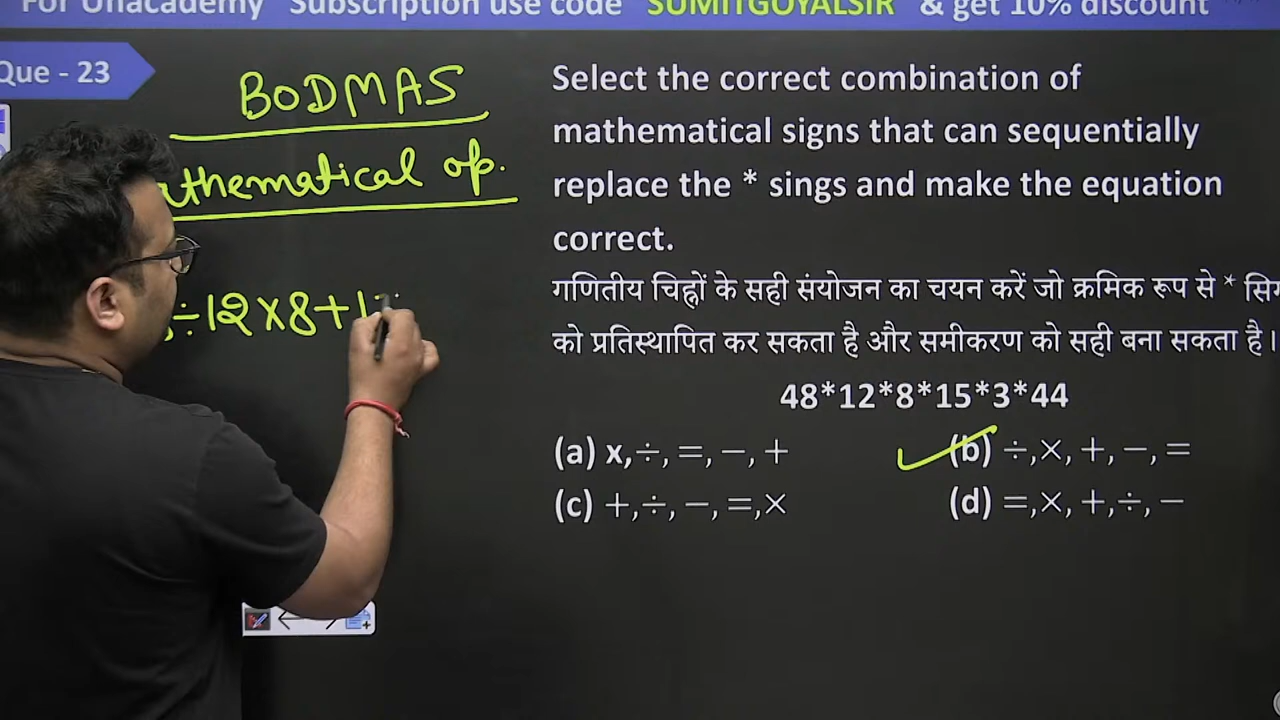 For Unacademy Subscription use code SUMITGOYALSIR & get 10% discount
Que - 23
BODMAS
athematical op.
÷12×8+1
Select the correct combination of
mathematical signs that can sequentially
replace the * sings and make the equation
correct.
गणितीय चिह्नों के सही संयोजन का चयन करें जो क्रमिक रूप से * सि
को प्रतिस्थापित कर सकता है और समीकरण को सही बना सकता है।
48*12*8*15*3*44
(a) x,÷, =, −, +
(b) ÷,×, +, −, =
(c) +,÷, −, =,×
(d) =,×, +,÷, −